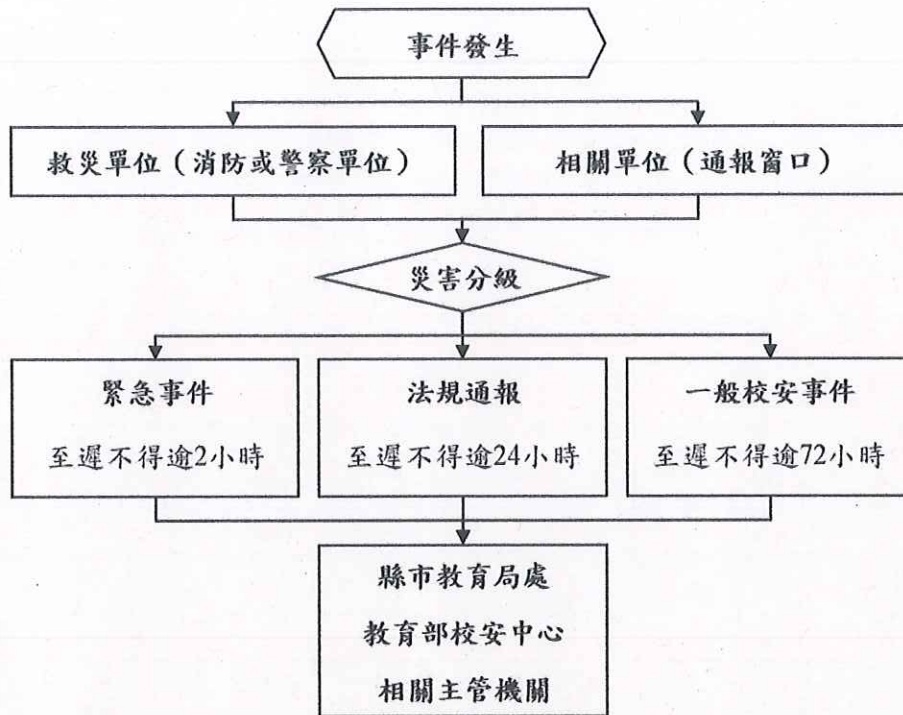 事件發生
救災單位（消防或警察單位）
相關單位（通報窗口）
災害分級
緊急事件
至遲不得逾2小時
法規通報
至遲不得逾24小時
一般校安事件
至遲不得逾72小時
縣市教育局處
教育部校安中心
相關主管機關